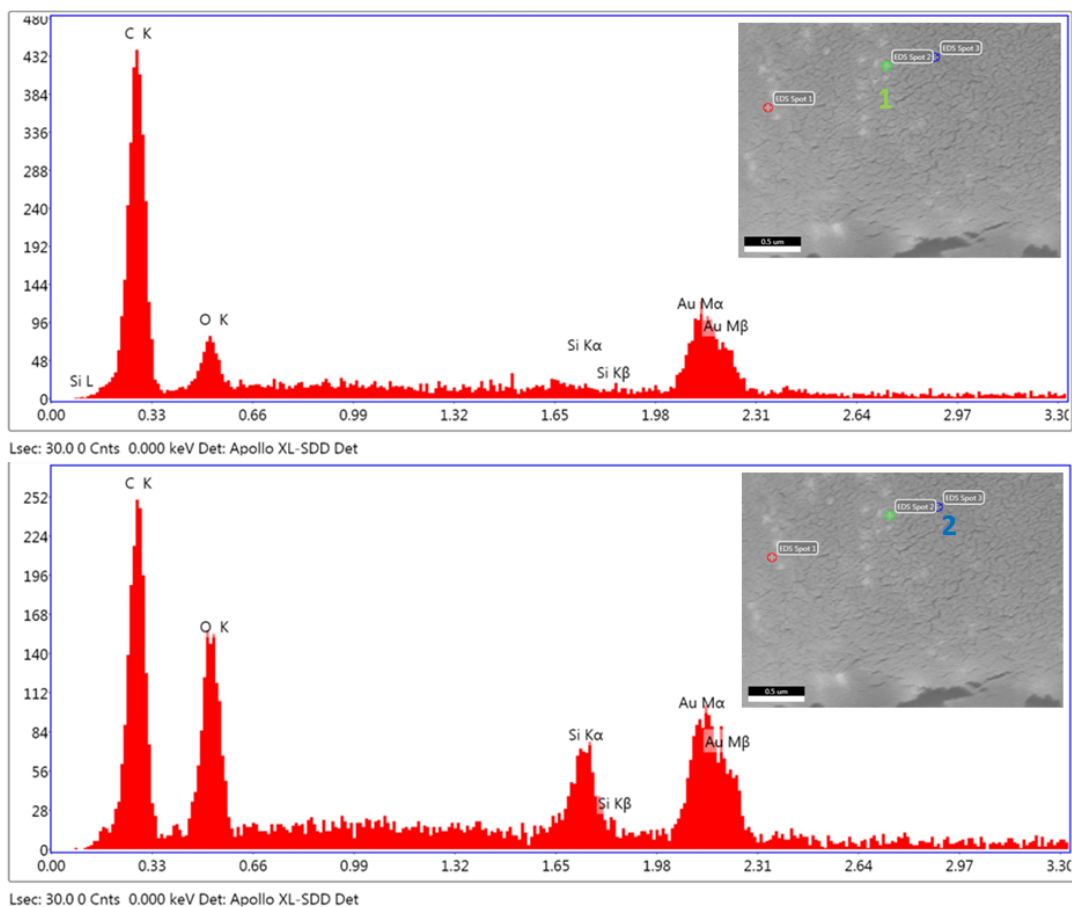 480
432
384
336
288
240
192
144
96
48
0
C K
O K
Si L
Si Kα
Si Kβ
Au Mα
Au Mβ
0.00 0.33 0.66 0.99 1.32 1.65 1.98 2.31 2.64 2.97 3.30
EDS Spot 1
EDS Spot 2
EDS Spot 3
1
0.5 um
Lsec: 30.0 0 Cnts 0.000 keV Det: Apollo XL-SDD Det
252
224
196
168
140
112
84
56
28
0
C K
O K
Si Kα
Si Kβ
Au Mα
Au Mβ
0.00 0.33 0.66 0.99 1.32 1.65 1.98 2.31 2.64 2.97 3.30
EDS Spot 1
EDS Spot 2
EDS Spot 3
2
0.5 um
Lsec: 30.0 0 Cnts 0.000 keV Det: Apollo XL-SDD Det